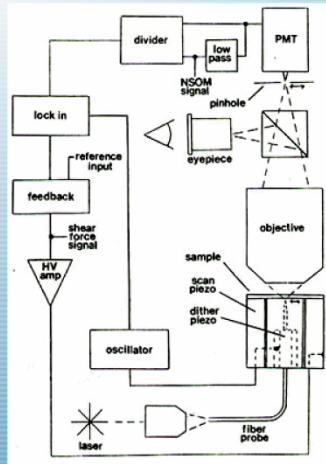 divider
low
pass
PMT
NSOM
signal
pinhole
lock in
eyepiece
reference
input
feedback
objective
shear
force
signal
sample
HV
amp
scan
piezo
dither
piezo
oscillator
fiber
probe
laser